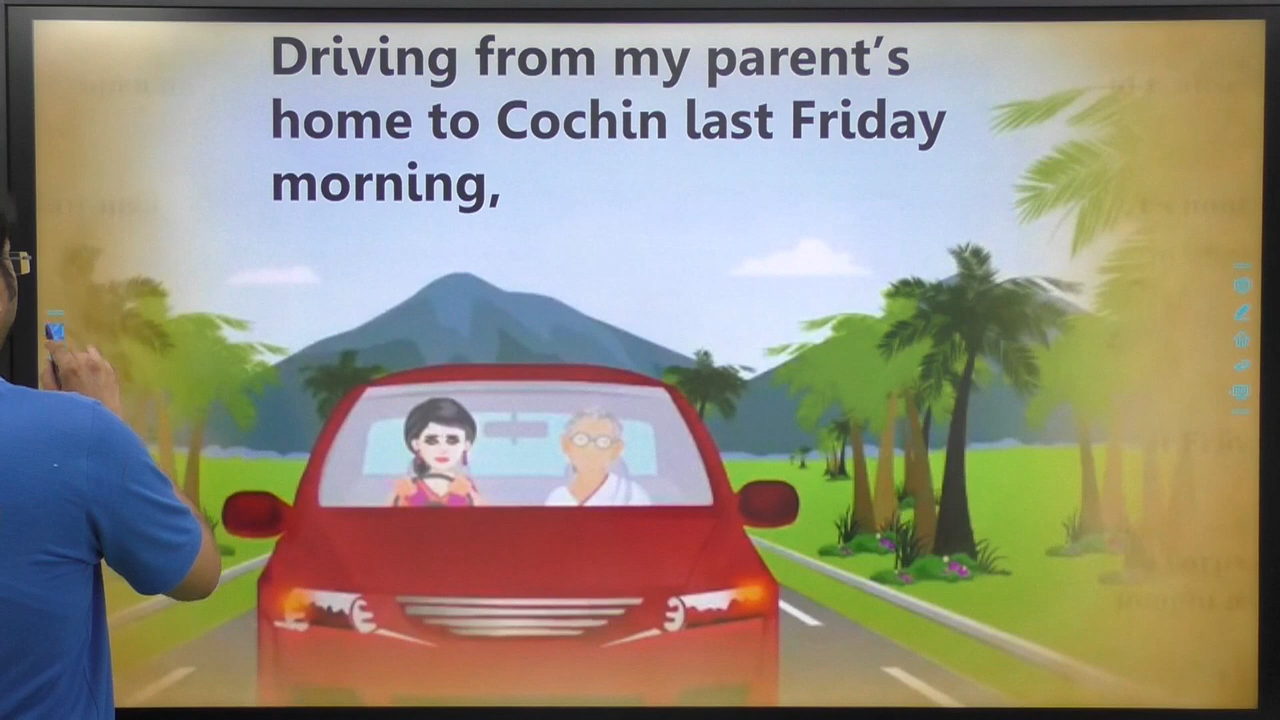 Driving from my parent’s
home to Cochin last Friday
morning,